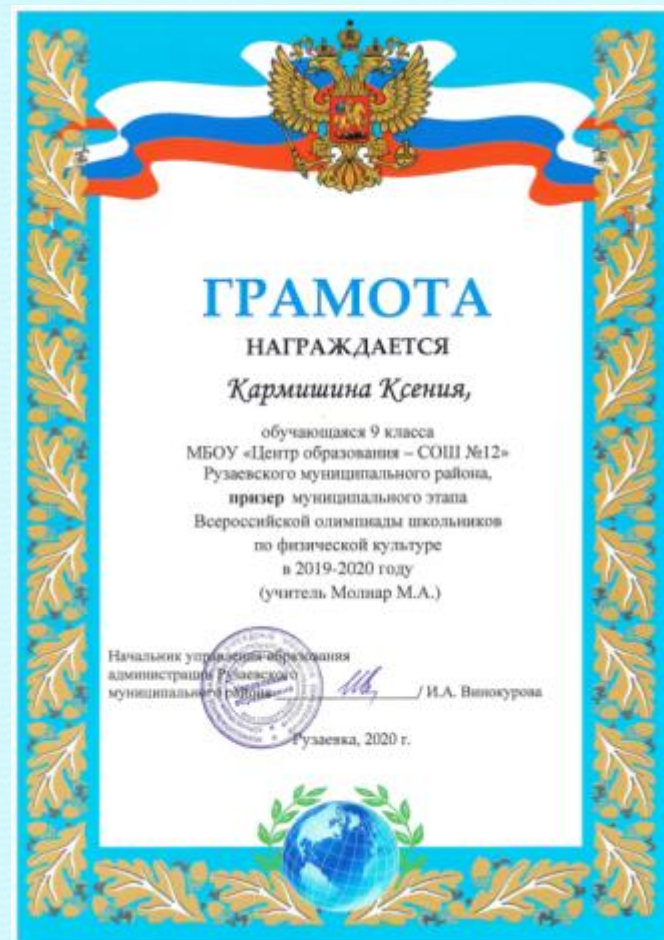 ГРАМОТА
НАГРАЖДАЕТСЯ
Кармишина Ксения,
обучающаяся 9 класса
МБОУ «Центр образования – СОШ №12»
Рузаевского муниципального района,
призер муниципального этапа
Всероссийской олимпиады школьников
по физической культуре
в 2019-2020 году
(учитель Молнар М.А.)
Начальник управления образования
администрации Рузаевского
муниципального района / И.А. Винокурова
Рузаевка, 2020 г.